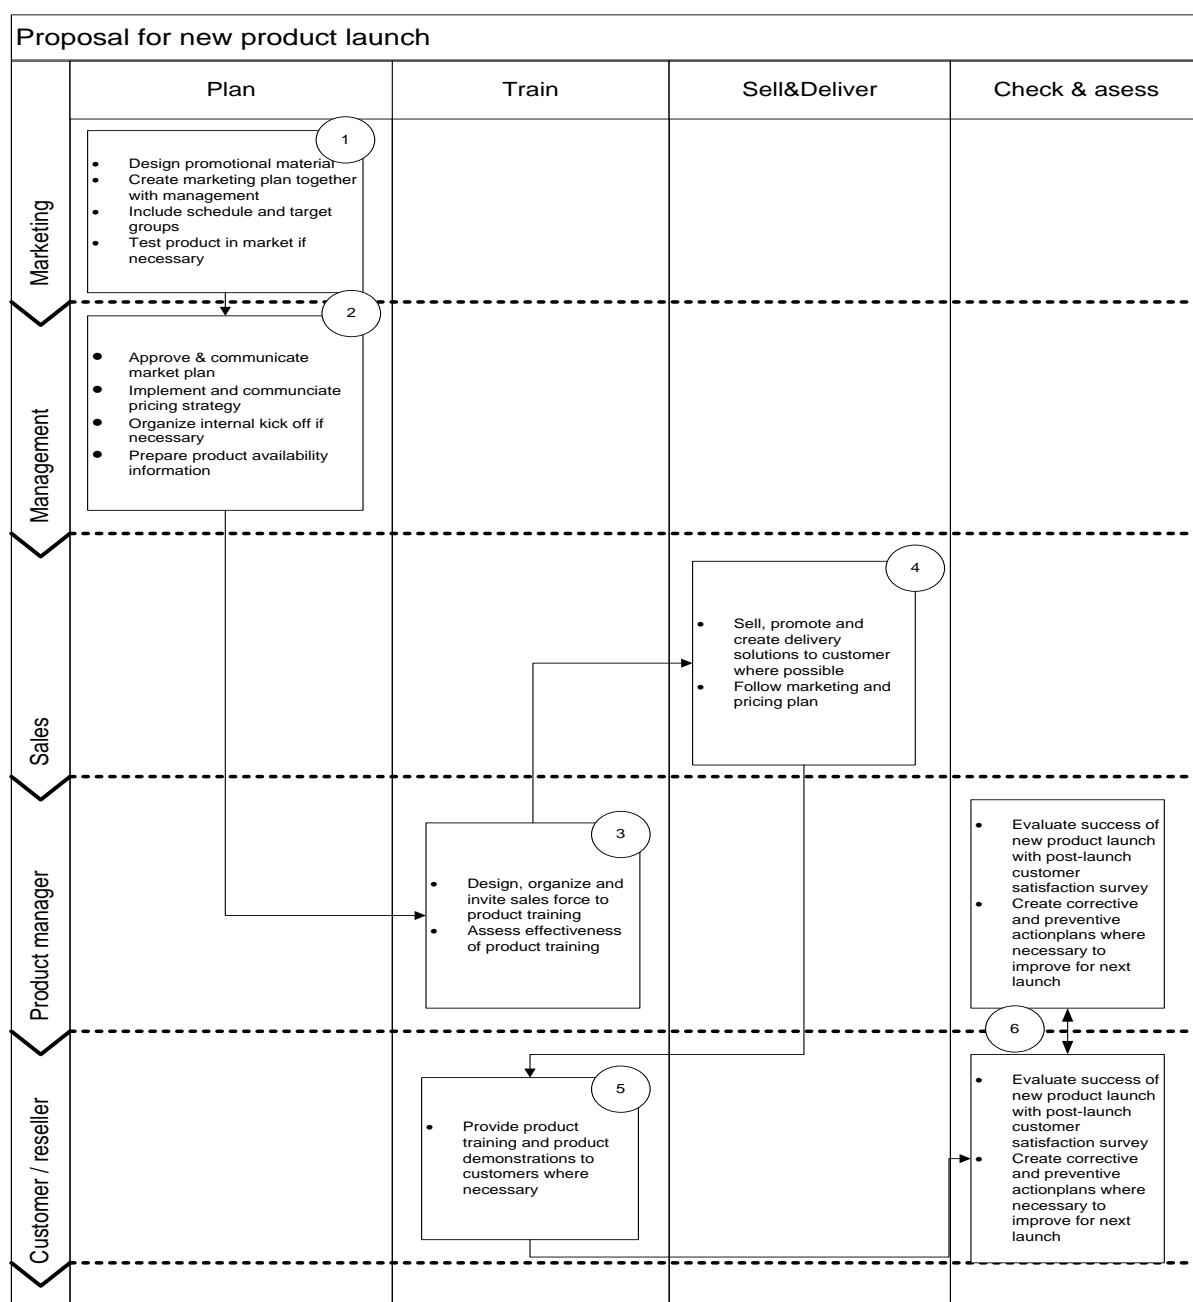 Proposal for new product launch
Plan
Train
Sell&Deliver
Check & asess
Marketing
1
• Design promotional material
• Create marketing plan together
with management
• Include schedule and target
groups
• Test product in market if
necessary
Management
2
• Approve & communicate
market plan
• Implement and communciate
pricing strategy
• Organize internal kick off if
necessary
• Prepare product availability
information
Sales
4
• Sell, promote and
create delivery
solutions to customer
where possible
• Follow marketing and
pricing plan
Product manager
3
• Design, organize and
invite sales force to
product training
• Assess effectiveness
of product training
• Evaluate success of
new product launch
with post-launch
customer
satisfaction survey
• Create corrective
and preventive
actionplans where
necessary to
improve for next
launch
6
Customer / reseller
5
• Provide product
training and product
demonstrations to
customers where
necessary
• Evaluate success of
new product launch
with post-launch
customer
satisfaction survey
• Create corrective
and preventive
actionplans where
necessary to
improve for next
launch